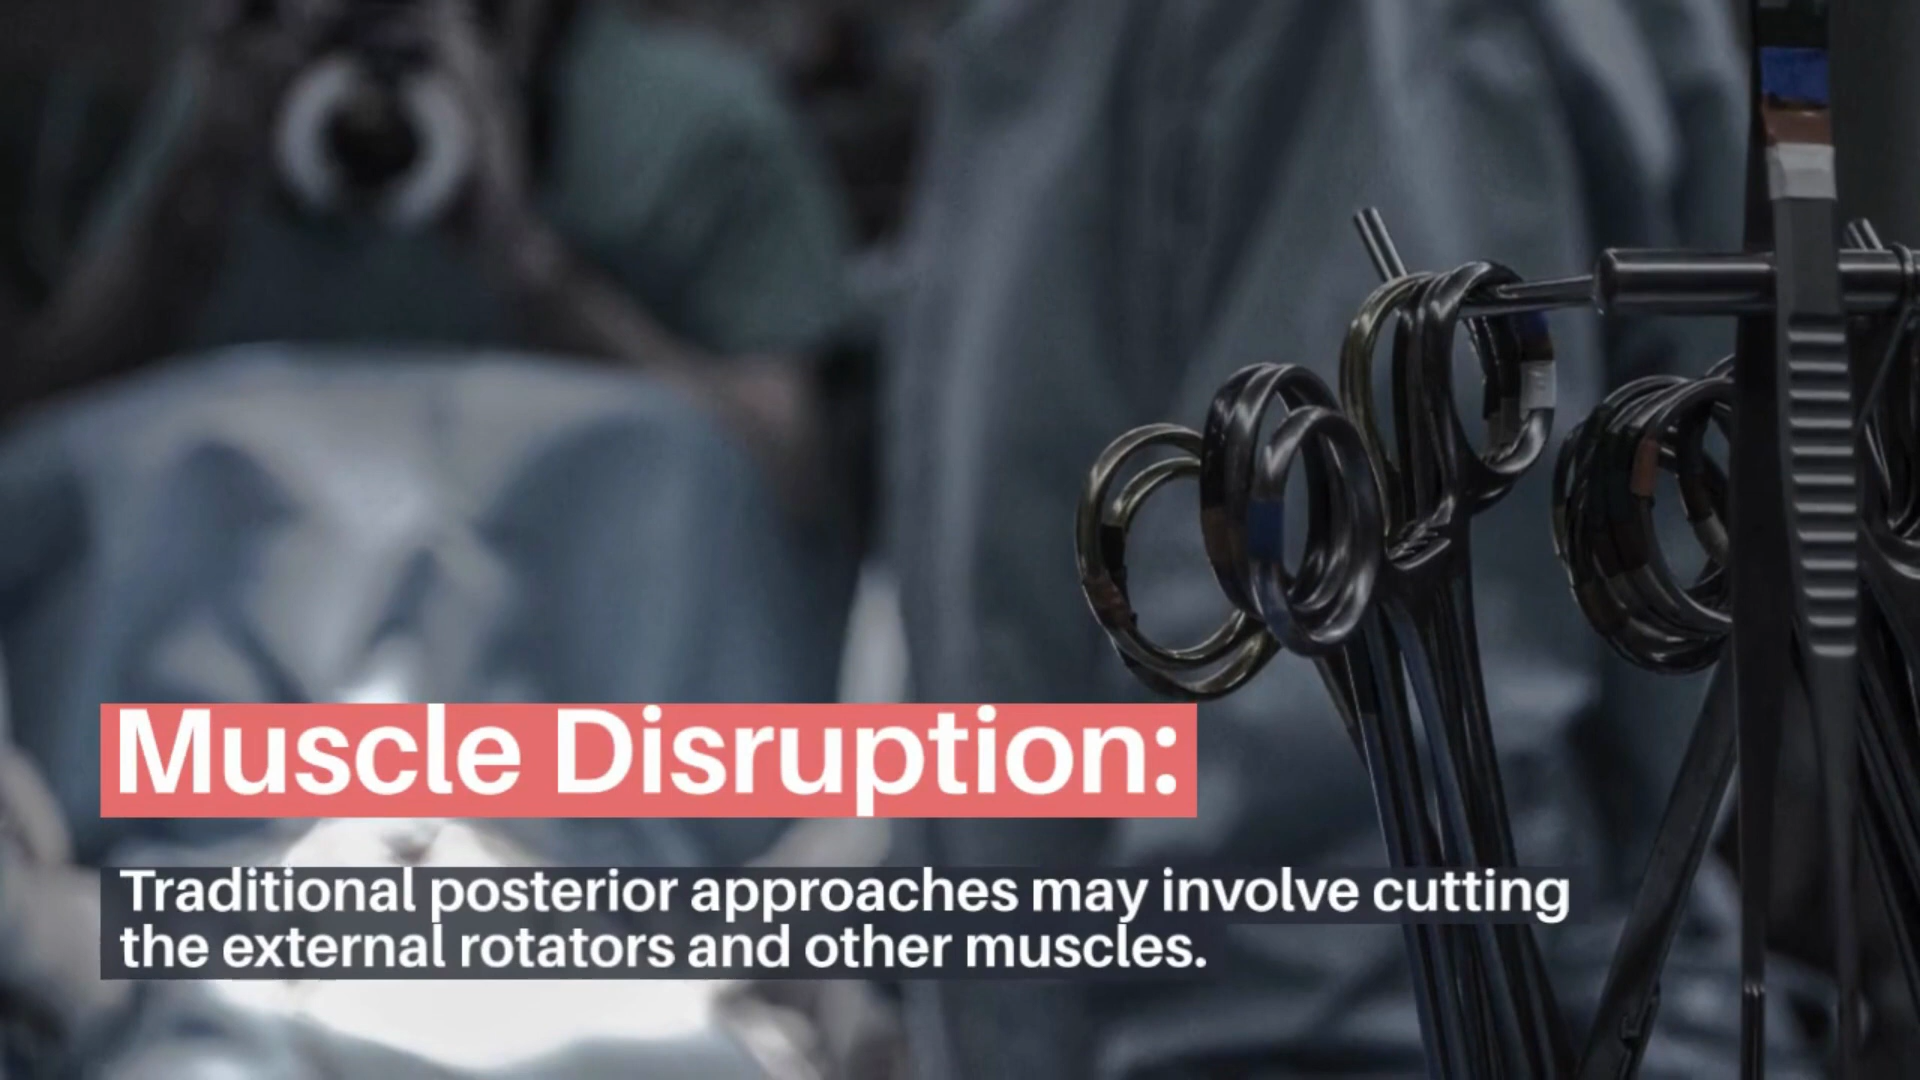 Muscle Disruption:
Traditional posterior approaches may involve cutting
the external rotators and other muscles.